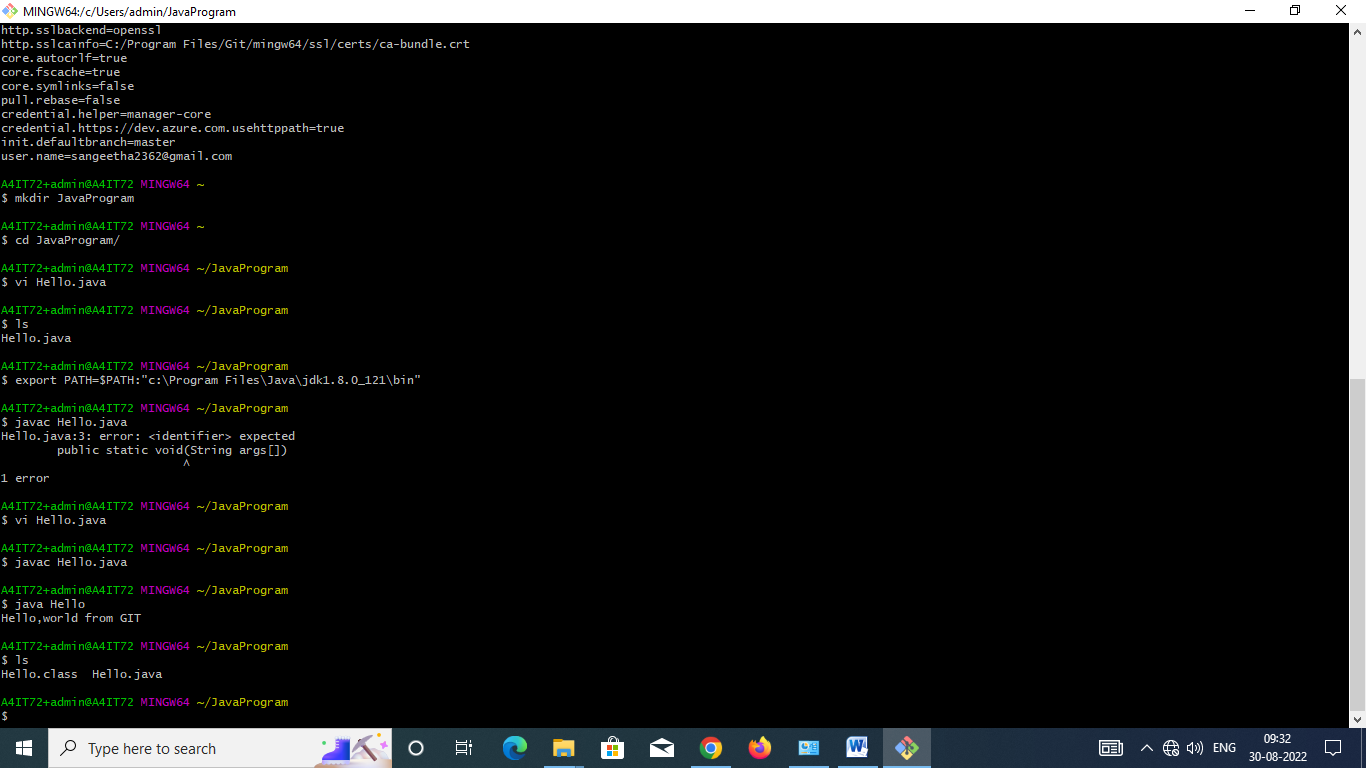 MINGW64:/c/Users/admin/JavaProgram
http.sslbackend=openssl
http.sslcainfo=C:/Program Files/Git/mingw64/ssl/certs/ca-bundle.crt
core.autocrlf=true
core.fscache=true
core.symlinks=false
pull.rebase=false
credential.helper=manager-core
credential.https://dev.azure.com.usehttppath=true
init.defaultbranch=master
user.name=sangeetha2362@gmail.com
A4IT72+admin@A4IT72 MINGW64 ~
$ mkdir JavaProgram
A4IT72+admin@A4IT72 MINGW64 ~
$ cd JavaProgram/
A4IT72+admin@A4IT72 MINGW64 ~/JavaProgram
$ vi Hello.java
A4IT72+admin@A4IT72 MINGW64 ~/JavaProgram
$ ls
Hello.java
A4IT72+admin@A4IT72 MINGW64 ~/JavaProgram
$ export PATH=$PATH:"c:\Program Files\Java\jdk1.8.0_121\bin"
A4IT72+admin@A4IT72 MINGW64 ~/JavaProgram
$ javac Hello.java
Hello.java:3: error: <identifier> expected
        public static void(String args[])
                          ^
1 error
A4IT72+admin@A4IT72 MINGW64 ~/JavaProgram
$ vi Hello.java
A4IT72+admin@A4IT72 MINGW64 ~/JavaProgram
$ javac Hello.java
A4IT72+admin@A4IT72 MINGW64 ~/JavaProgram
$ java Hello
Hello,world from GIT
A4IT72+admin@A4IT72 MINGW64 ~/JavaProgram
$ ls
Hello.class  Hello.java
A4IT72+admin@A4IT72 MINGW64 ~/JavaProgram
$
Type here to search
ENG
09:32
30-08-2022